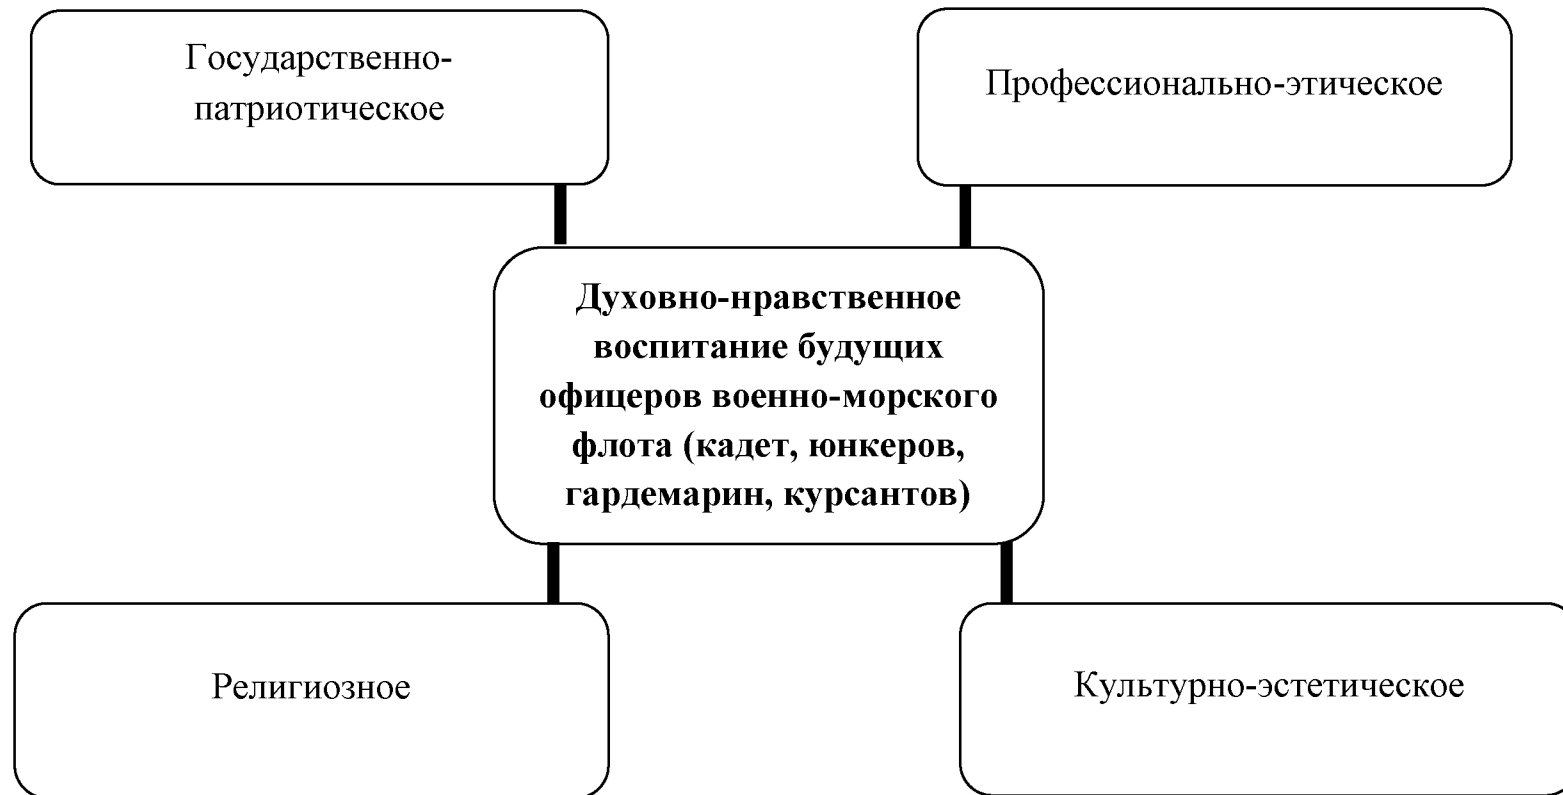 Государственно-
патриотическое
Профессионально-этическое
Духовно-нравственное
воспитание будущих
офицеров военно-морского
флота (кадет, юнкеров,
гардемарин, курсантов)
Религиозное
Культурно-эстетическое